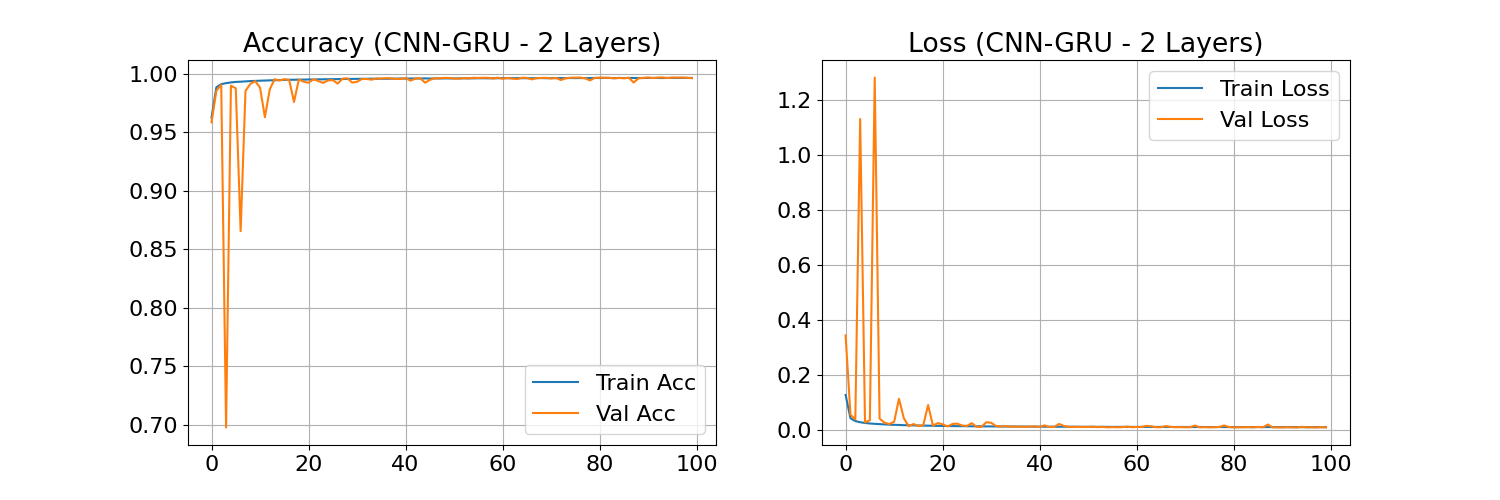 Accuracy (CNN-GRU - 2 Layers)
1.00
0.95
0.90
0.85
0.80
0.75
0.70
0 20 40 60 80 100
Train Acc
Val Acc
Loss (CNN-GRU - 2 Layers)
1.2
1.0
0.8
0.6
0.4
0.2
0.0
0 20 40 60 80 100
Train Loss
Val Loss